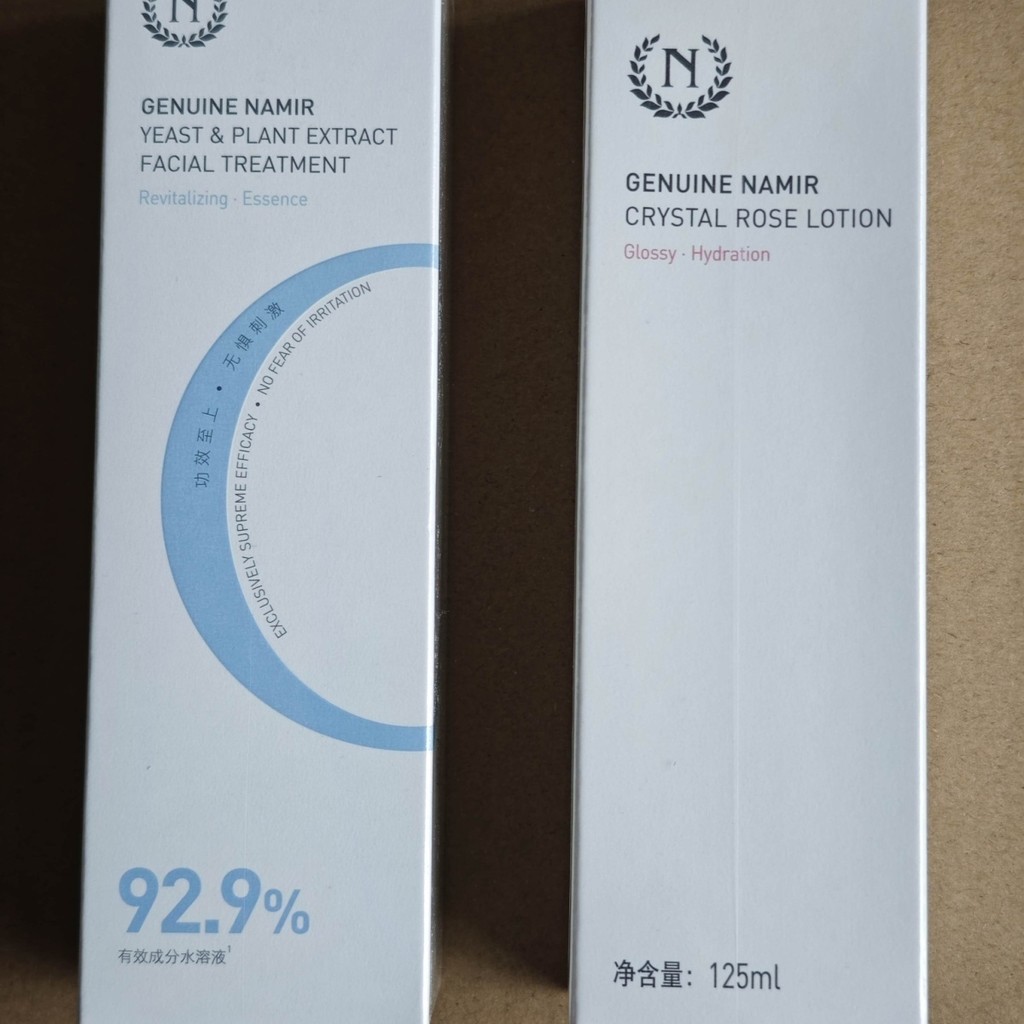 N
GENUINE NAMIR
YEAST & PLANT EXTRACT
FACIAL TREATMENT
Revitalizing · Essence
功效至上 • 无惧刺激
EXCLUSIVELY SUPREME EFFICACY • NO FEAR OF IRRITATION
92.9%
有效成分水溶液1
N
GENUINE NAMIR
CRYSTAL ROSE LOTION
Glossy · Hydration
净含量：125ml